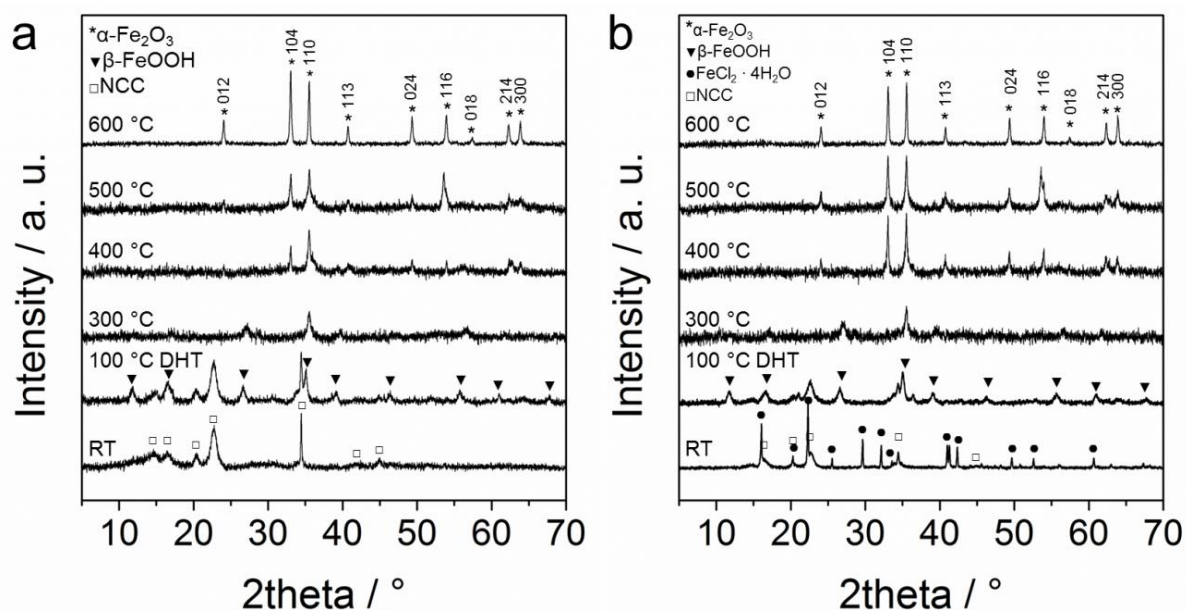 a
*α-Fe₂O₃
▼β-FeOOH
□NCC
600 °C
* 012
* 104
* 110
* 113
* 024
* 116
* 018
* 214
* 300
500 °C
400 °C
300 °C
100 °C DHT
RT
Intensity / a. u.
10 20 30 40 50 60 70
2theta / °
b
*α-Fe₂O₃
▼β-FeOOH
●FeCl₂ · 4H₂O
□NCC
600 °C
* 012
* 104
* 110
* 113
* 024
* 116
* 018
* 214
* 300
500 °C
400 °C
300 °C
100 °C DHT
RT
Intensity / a. u.
10 20 30 40 50 60 70
2theta / °